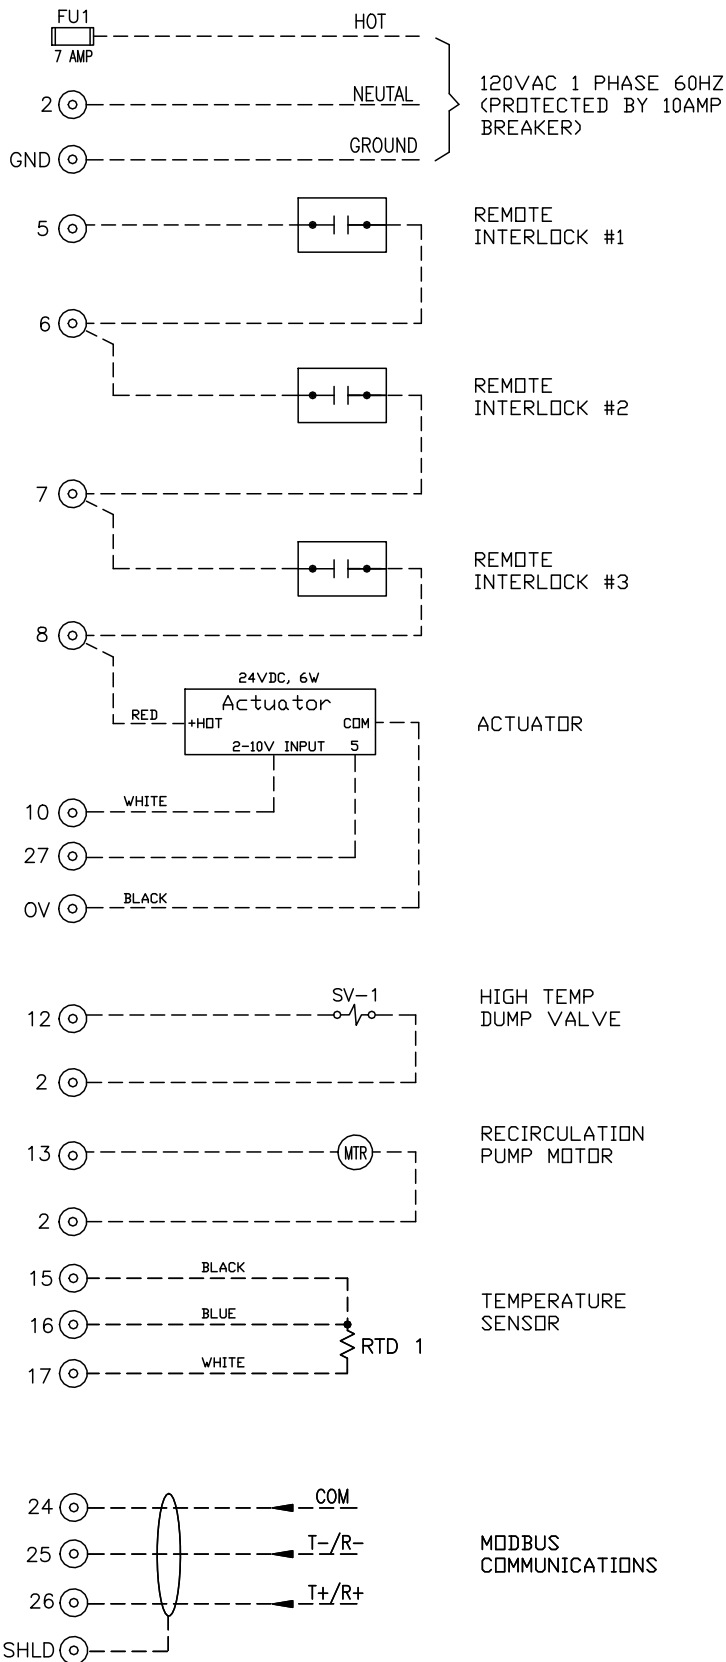 FU1
7 AMP
HOT
2
NEUTAL
120VAC 1 PHASE 60HZ
(PROTECTED BY 10AMP
BREAKER)
GND
GROUND
5
REMOTE
INTERLOCK #1
6
REMOTE
INTERLOCK #2
7
REMOTE
INTERLOCK #3
8
24VDC, 6W
Actuator
RED
+HOT
COM
2-10V INPUT
5
ACTUATOR
10
WHITE
27
0V
BLACK
12
SV-1
HIGH TEMP
DUMP VALVE
2
13
MTR
RECIRCULATION
PUMP MOTOR
2
15
BLACK
16
BLUE
TEMPERATURE
SENSOR
RTD 1
17
WHITE
24
COM
25
T-/R-
MODBUS
COMMUNICATIONS
26
T+/R+
SHLD